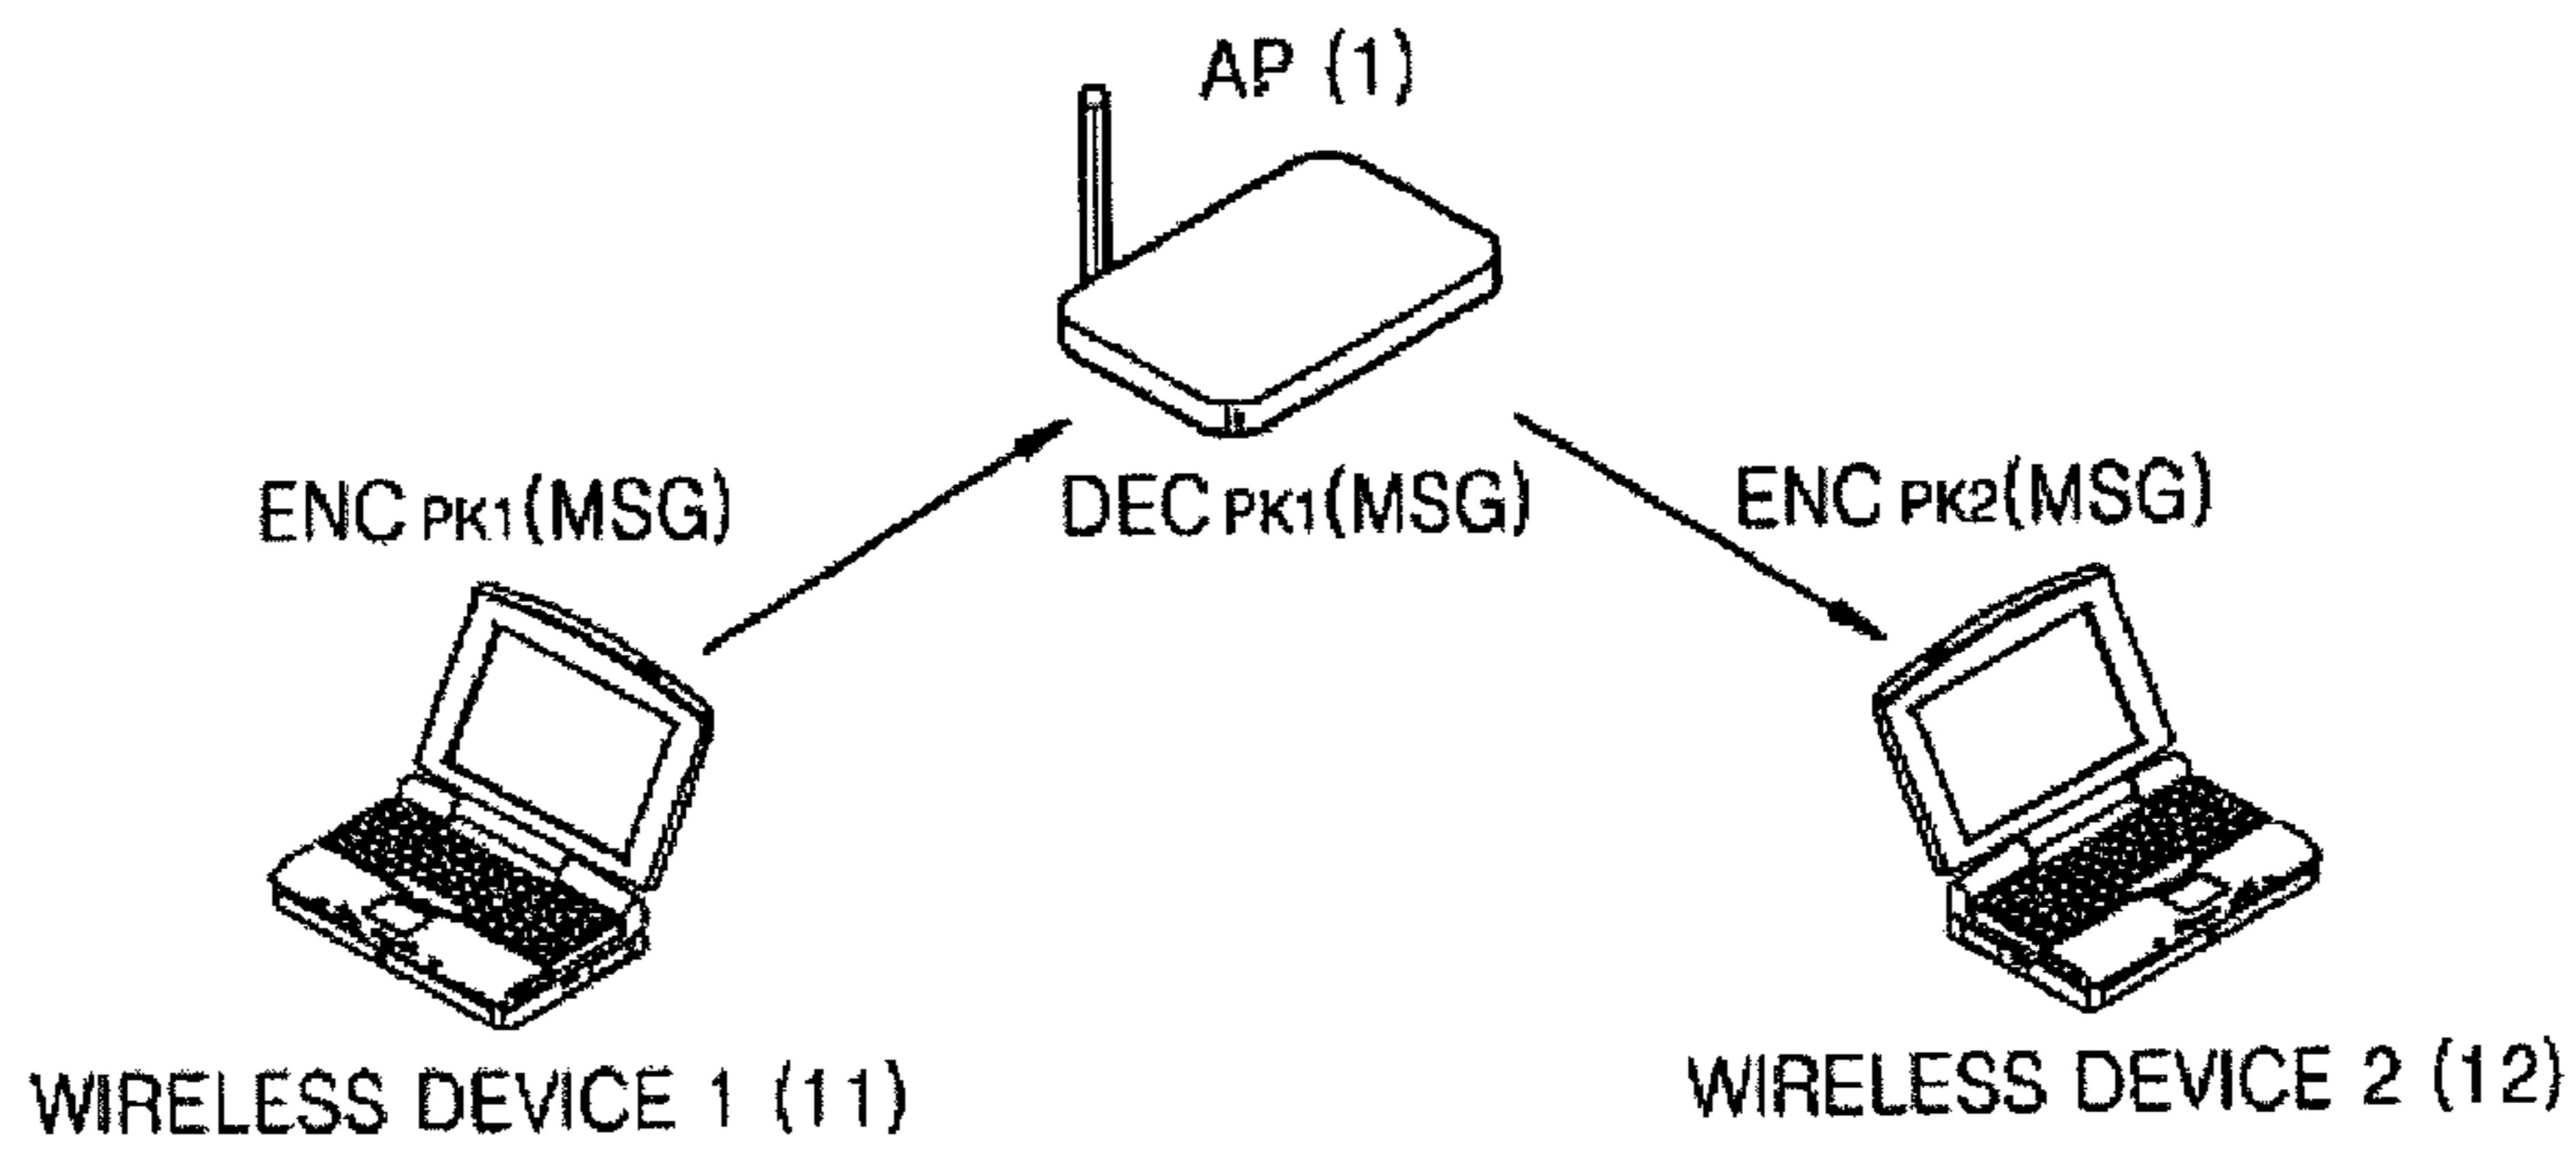 AP (1)
ENC PK1(MSG)
DEC PK1(MSG)
ENC PK2(MSG)
WIRELESS DEVICE 1 (11)
WIRELESS DEVICE 2 (12)